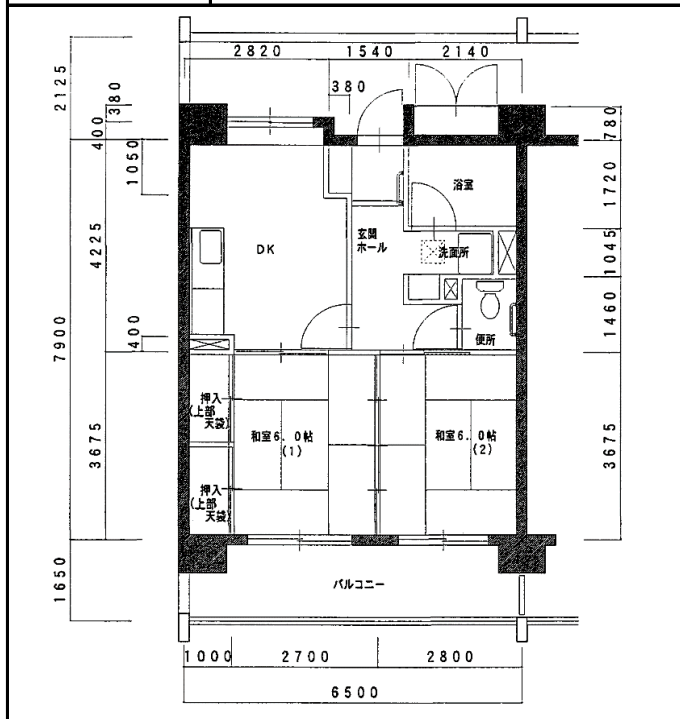 2820
1540
2140
380
2125
380
400
1050
4225
7900
400
3675
1650
780
1720
1045
1460
3675
浴室
玄関
ホール
DK
洗面所
便所
押入
(上部
天袋)
和室6.0帖
(1)
和室6.0帖
(2)
押入
(上部
天袋)
バルコニー
1000
2700
2800
6500